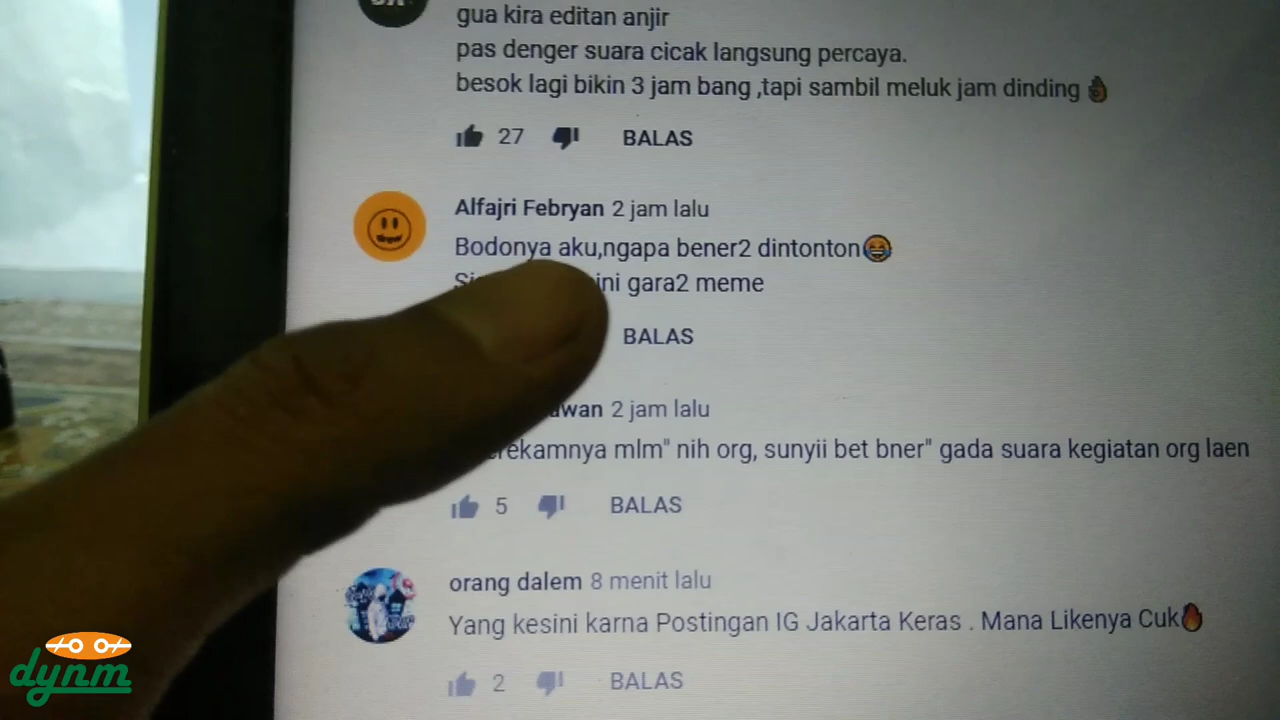 gua kira editan anjir
pas denger suara cicak langsung percaya.
besok lagi bikin 3 jam bang ,tapi sambil meluk jam dinding 👌
27 BALAS
Alfajri Febryan 2 jam lalu
Bodonya aku,ngapa bener2 dintonton😂
ini gara2 meme
BALAS
2 jam lalu
mlm" nih org, sunyii bet bner" gada suara kegiatan org laen
5 BALAS
orang dalem 8 menit lalu
Yang kesini karna Postingan IG Jakarta Keras . Mana Likenya Cuk🔥
2 BALAS
dynm